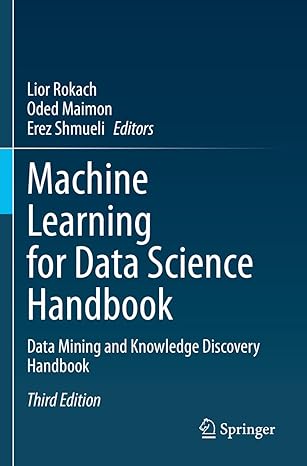 Lior Rokach
Oded Maimon
Erez Shmueli Editors
Machine
Learning
for Data Science
Handbook
Data Mining and Knowledge Discovery
Handbook
Third Edition
Springer